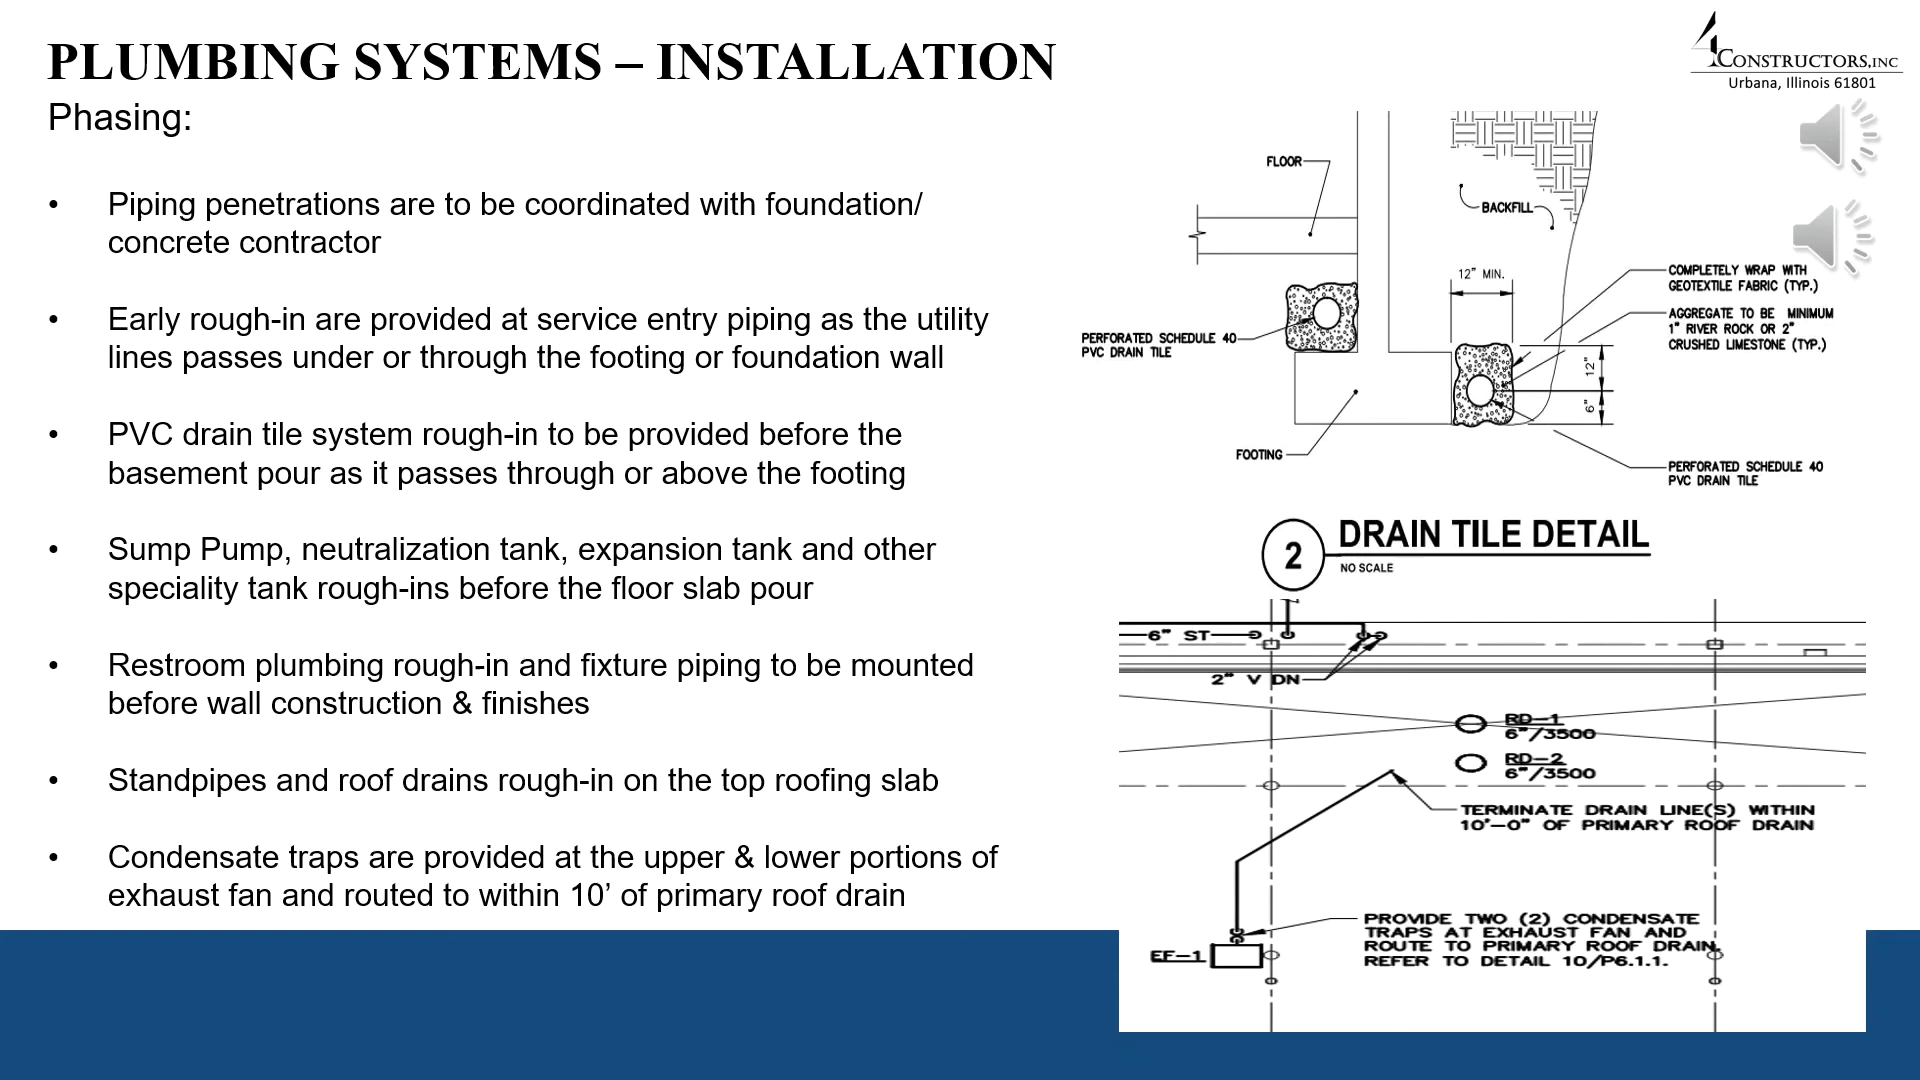 PLUMBING SYSTEMS – INSTALLATION
CONSTRUCTORS,INC
Urbana, Illinois 61801
Phasing:
• Piping penetrations are to be coordinated with foundation/
concrete contractor
• Early rough-in are provided at service entry piping as the utility
lines passes under or through the footing or foundation wall
• PVC drain tile system rough-in to be provided before the
basement pour as it passes through or above the footing
• Sump Pump, neutralization tank, expansion tank and other
speciality tank rough-ins before the floor slab pour
• Restroom plumbing rough-in and fixture piping to be mounted
before wall construction & finishes
• Standpipes and roof drains rough-in on the top roofing slab
• Condensate traps are provided at the upper & lower portions of
exhaust fan and routed to within 10’ of primary roof drain
FLOOR
BACKFILL
12" MIN.
COMPLETELY WRAP WITH
GEOTEXTILE FABRIC (TYP.)
AGGREGATE TO BE MINIMUM
1" RIVER ROCK OR 2"
CRUSHED LIMESTONE (TYP.)
PERFORATED SCHEDULE 40
PVC DRAIN TILE
12"
6"
FOOTING
PERFORATED SCHEDULE 40
PVC DRAIN TILE
2
DRAIN TILE DETAIL
NO SCALE
6" ST
2" V DN
RD-1
6"/3500
RD-2
6"/3500
TERMINATE DRAIN LINE(S) WITHIN
10'-0" OF PRIMARY ROOF DRAIN
PROVIDE TWO (2) CONDENSATE
TRAPS AT EXHAUST FAN AND
ROUTE TO PRIMARY ROOF DRAIN.
REFER TO DETAIL 10/P6.1.1.
EF-1